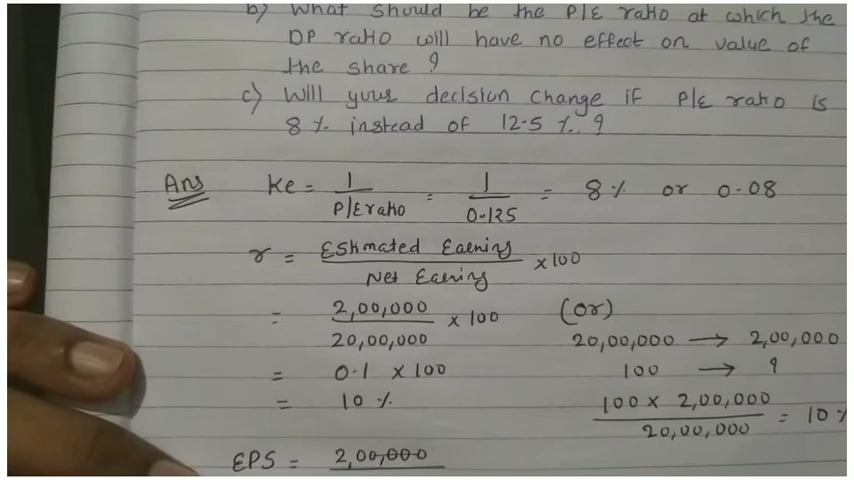 b) What should be the P/E ratio at which the
DP ratio will have no effect on value of
the share ?
c) Will your decision change if P/E ratio is
8 % instead of 12.5 % ?
Ans Ke = 1 / P/E ratio = 1 / 0.125 = 8 % or 0.08
r = Estimated Earning / Net Earning × 100
= 2,00,000 / 20,00,000 × 100 (or)
20,00,000 → 2,00,000
= 0.1 × 100 100 → ?
= 10 % 100 × 2,00,000 / 20,00,000 = 10 %
EPS = 2,00,000